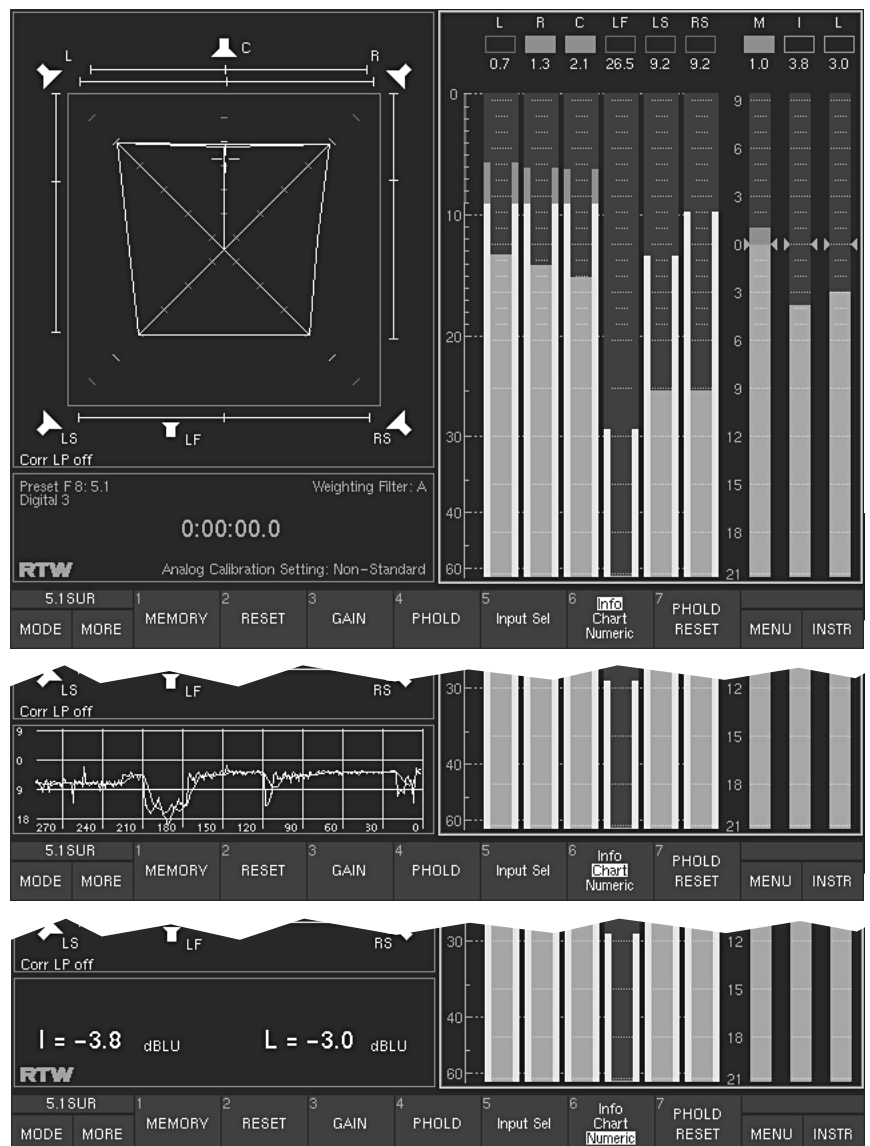 L R C LF LS RS M I L
0.7 1.3 2.1 26.5 9.2 9.2 1.0 3.8 3.0
C
L R
LS LF RS
Corr LP off
Preset F 8: 5.1 Weighting Filter: A
Digital 3
0:00:00.0
RTW Analog Calibration Setting: Non-Standard
0
10
20
30
40
60
9
6
3
0
3
6
9
12
15
18
21
5.1SUR 1 2 3 4 5 6 7
MEMORY RESET GAIN PHOLD Input Sel Info
Chart
Numeric
PHOLD
RESET
MODE MORE MENU INSTR
LS LF RS
Corr LP off
9
0
9
18
270 240 210 180 150 120 90 60 30 0
30
40
60
12
15
18
21
5.1SUR 1 2 3 4 5 6 7
MEMORY RESET GAIN PHOLD Input Sel Info
Chart
Numeric
PHOLD
RESET
MODE MORE MENU INSTR
LS LF RS
Corr LP off
I = -3.8 dBLU L = -3.0 dBLU
RTW
30
40
60
12
15
18
21
5.1SUR 1 2 3 4 5 6 7
MEMORY RESET GAIN PHOLD Input Sel Info
Chart
Numeric
PHOLD
RESET
MODE MORE MENU INSTR